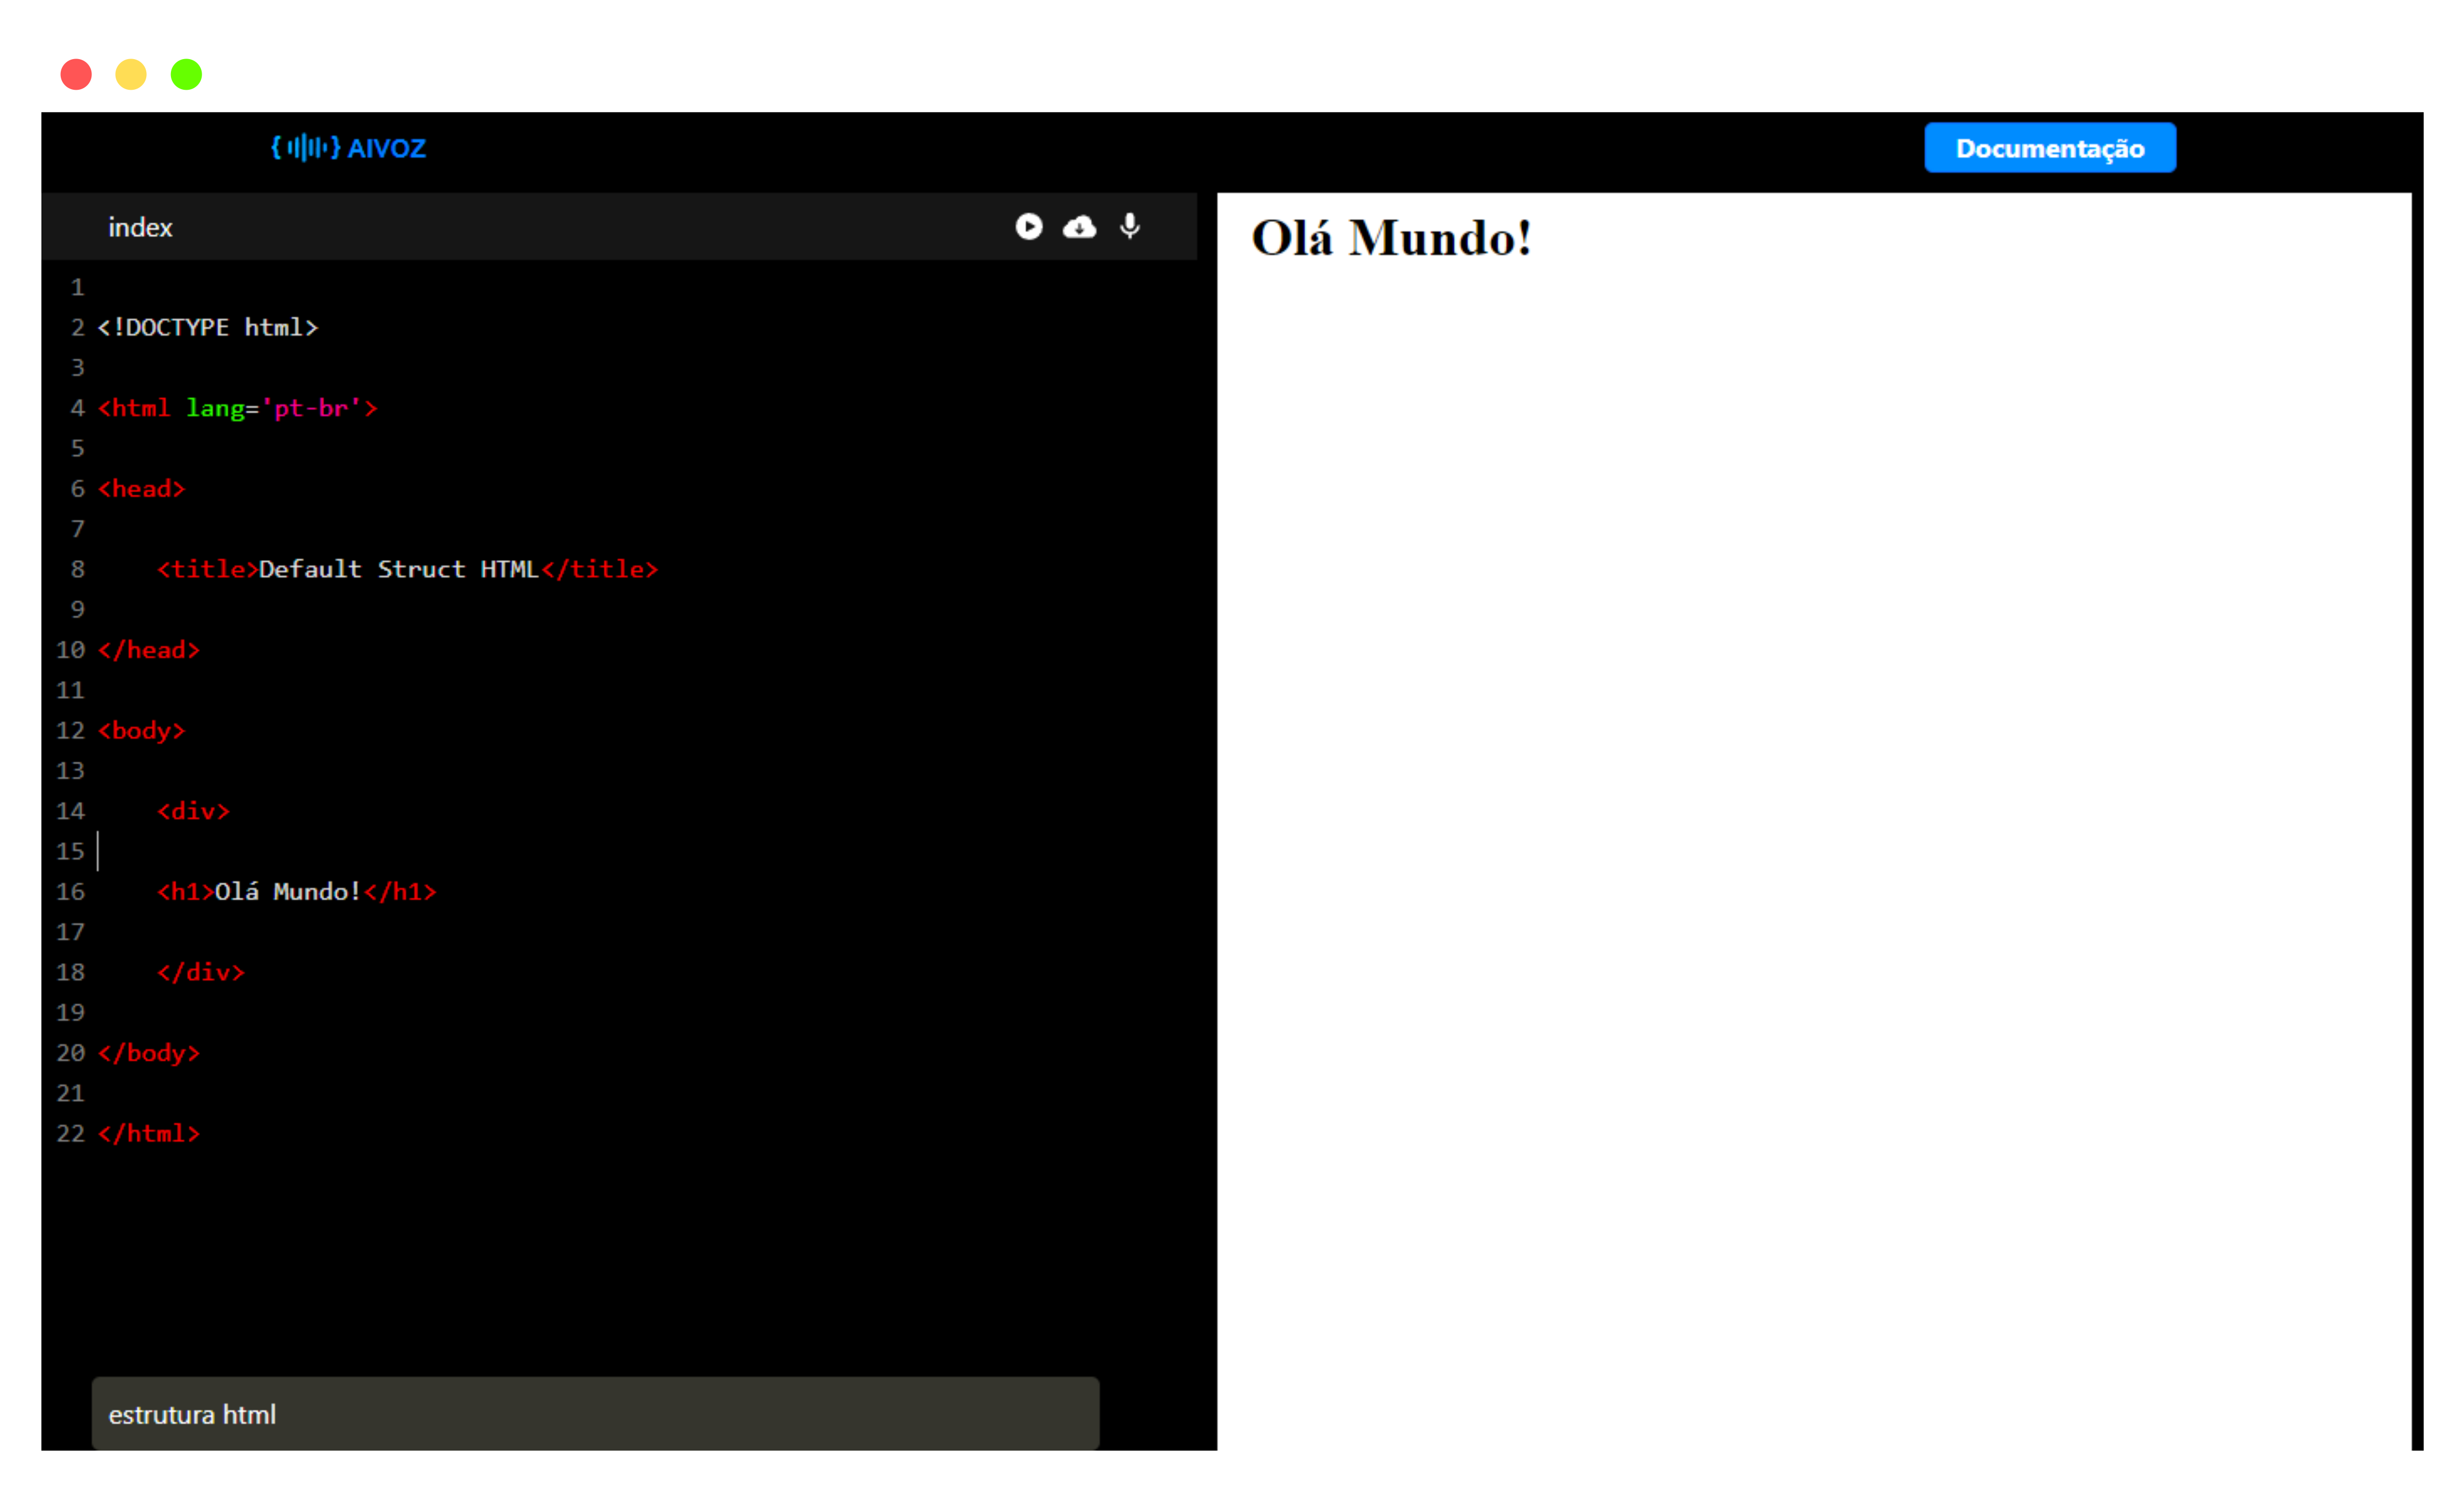 AIVOZ
Documentação
index
1
2 <!DOCTYPE html>
3
4 <html lang='pt-br'>
5
6 <head>
7
8     <title>Default Struct HTML</title>
9
10 </head>
11
12 <body>
13
14     <div>
15
16     <h1>Olá Mundo!</h1>
17
18     </div>
19
20 </body>
21
22 </html>
estrutura html
Olá Mundo!